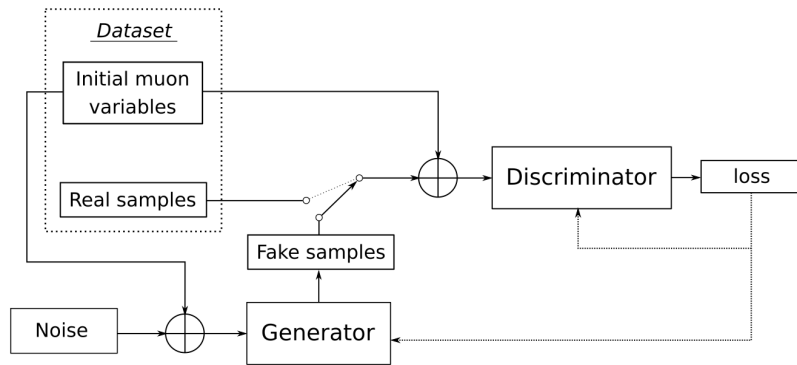 Dataset
Initial muon
variables
Real samples
Discriminator
loss
Fake samples
Noise
Generator